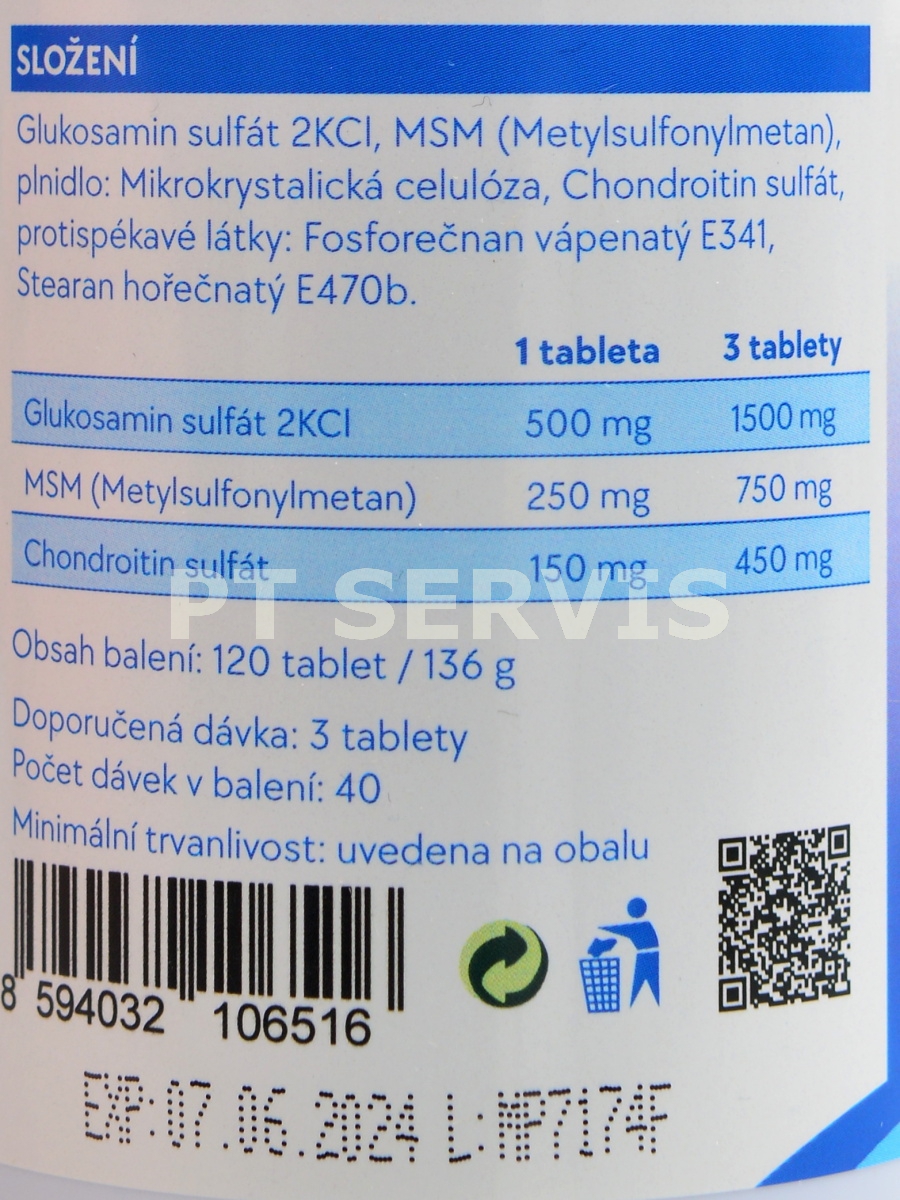 SLOŽENÍ
Glukosamin sulfát 2KCl, MSM (Metylsulfonylmetan),
plnidlo: Mikrokrystalická celulóza, Chondroitin sulfát,
protispékavé látky: Fosforečnan vápenatý E341,
Stearan hořečnatý E470b.
1 tableta 3 tablety
Glukosamin sulfát 2KCl 500 mg 1500 mg
MSM (Metylsulfonylmetan) 250 mg 750 mg
Chondroitin sulfát 150 mg 450 mg
PT SERVIS
Obsah balení: 120 tablet / 136 g
Doporučená dávka: 3 tablety
Počet dávek v balení: 40
Minimální trvanlivost: uvedena na obalu
8 594032 106516
EXP:07.06.2024 L:MP7174F